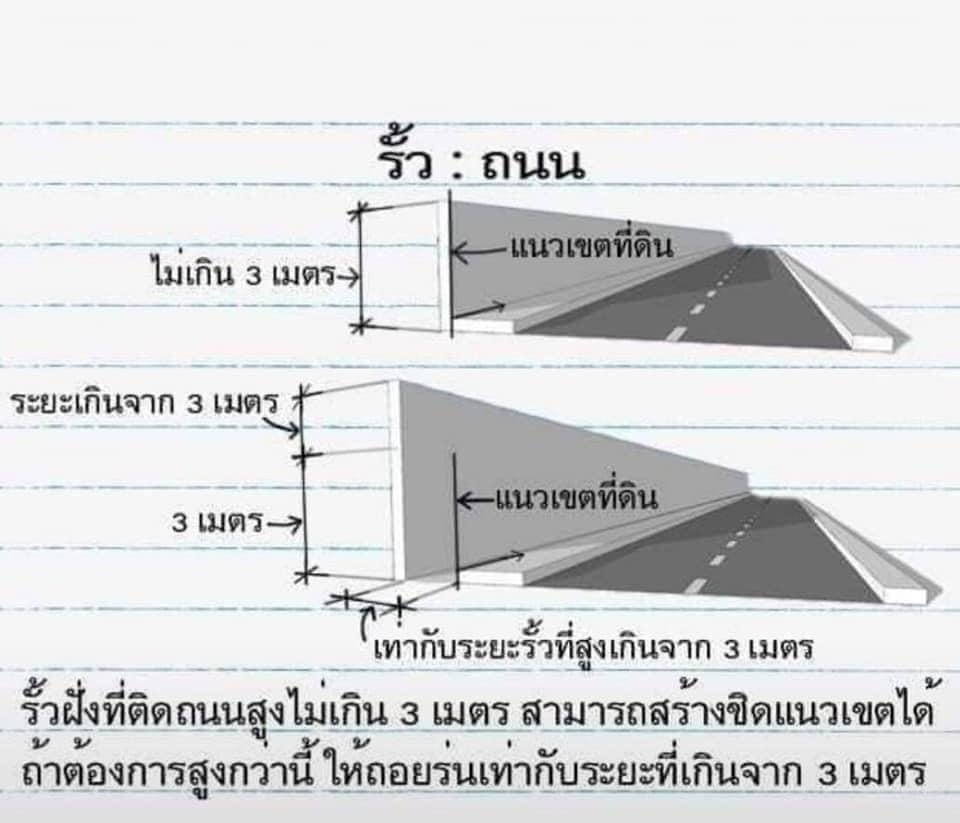 รั้ว : ถนน
แนวเขตที่ดิน
ไม่เกิน 3 เมตร
ระยะเกินจาก 3 เมตร
3 เมตร
แนวเขตที่ดิน
เท่ากับระยะรั้วที่สูงเกินจาก 3 เมตร
รั้วฝั่งที่ติดถนนสูงไม่เกิน 3 เมตร สามารถสร้างชิดแนวเขตได้
ถ้าต้องการสูงกว่านี้ ให้ถอยร่นเท่ากับระยะที่เกินจาก 3 เมตร